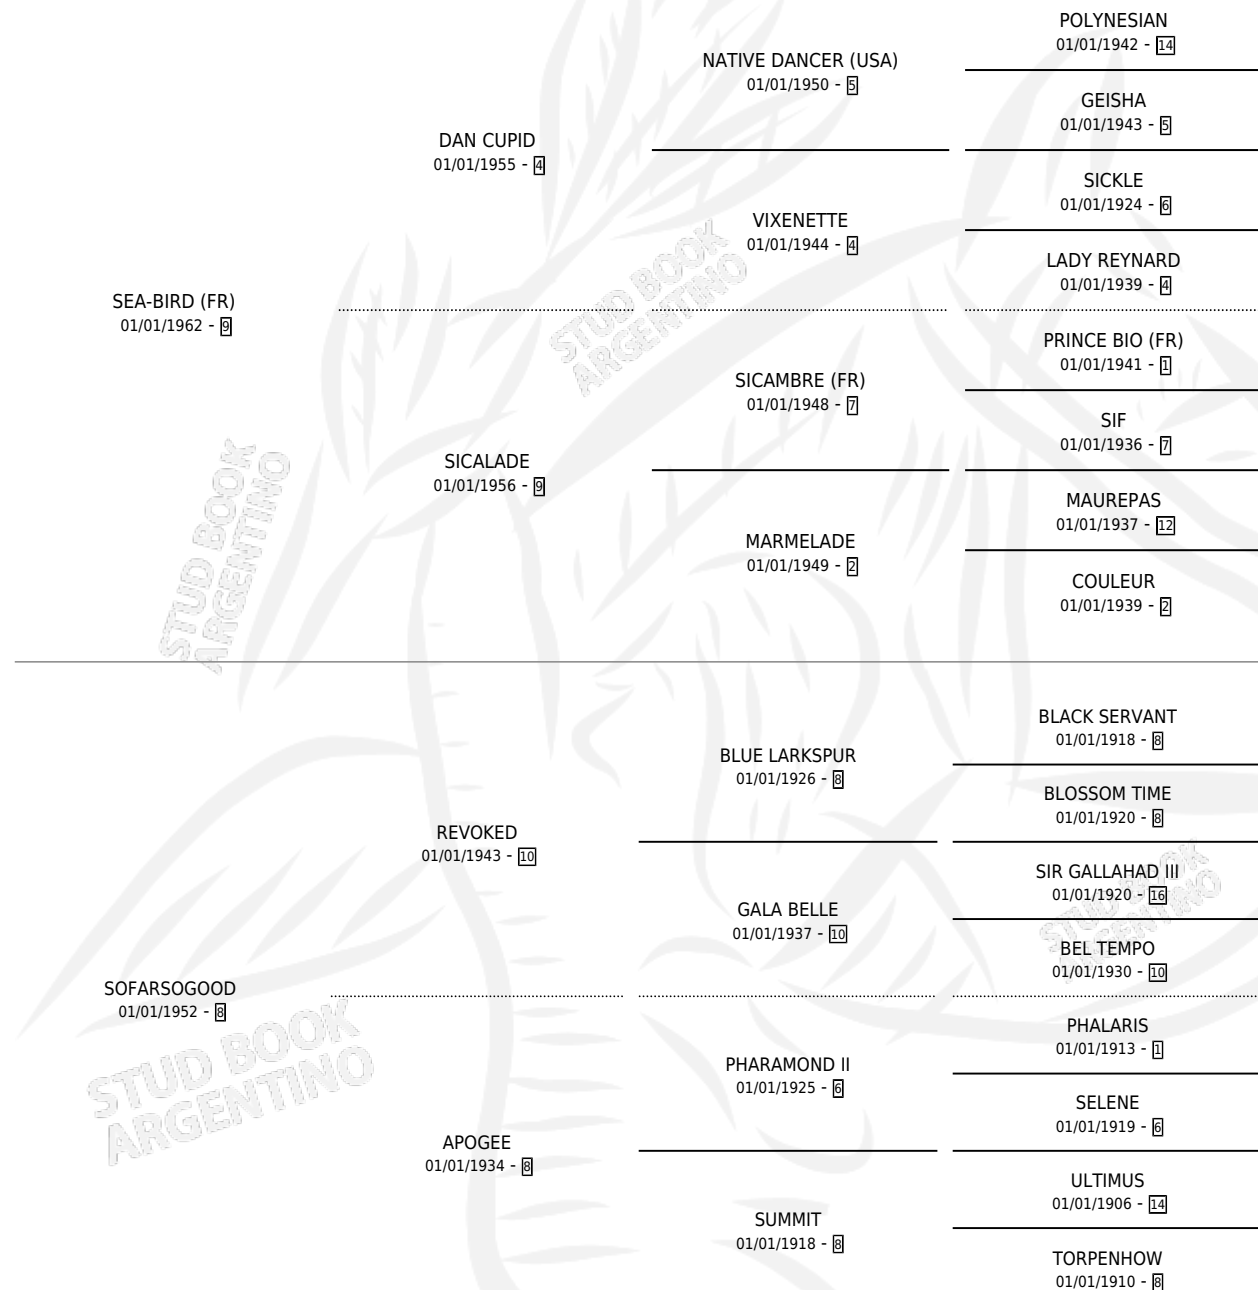 POLYNESIAN
01/01/1942 - 14
NATIVE DANCER (USA)
01/01/1950 - 5
GEISHA
01/01/1943 - 5
DAN CUPID
01/01/1955 - 4
SICKLE
01/01/1924 - 6
VIXENETTE
01/01/1944 - 4
LADY REYNARD
01/01/1939 - 4
SEA-BIRD (FR)
01/01/1962 - 9
PRINCE BIO (FR)
01/01/1941 - 1
SICAMBRE (FR)
01/01/1948 - 7
SIF
01/01/1936 - 7
SICALADE
01/01/1956 - 9
MAUREPAS
01/01/1937 - 12
MARMELADE
01/01/1949 - 2
COULEUR
01/01/1939 - 2
STUD BOOK
ARGENTINO
STUD BOOK
ARGENTINO
BLACK SERVANT
01/01/1918 - 8
BLUE LARKSPUR
01/01/1926 - 8
BLOSSOM TIME
01/01/1920 - 8
REVOKED
01/01/1943 - 10
SIR GALLAHAD III
01/01/1920 - 16
GALA BELLE
01/01/1937 - 10
BEL TEMPO
01/01/1930 - 10
STUD BOOK
ARGENTINO
SOFARSOGOOD
01/01/1952 - 8
PHALARIS
01/01/1913 - 1
PHARAMOND II
01/01/1925 - 6
SELENE
01/01/1919 - 6
STUD BOOK
ARGENTINO
APOGEE
01/01/1934 - 8
ULTIMUS
01/01/1906 - 14
SUMMIT
01/01/1918 - 8
TORPENHOW
01/01/1910 - 8